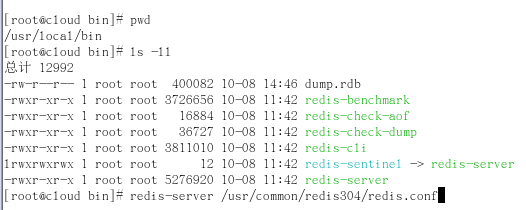 [root@cloud bin]# pwd
/usr/local/bin
[root@cloud bin]# ls -ll
总计 12992
-rw-r--r-- 1 root root  400082 10-08 14:46 dump.rdb
-rwxr-xr-x 1 root root 3726656 10-08 11:42 redis-benchmark
-rwxr-xr-x 1 root root   16884 10-08 11:42 redis-check-aof
-rwxr-xr-x 1 root root   36727 10-08 11:42 redis-check-dump
-rwxr-xr-x 1 root root 3811010 10-08 11:42 redis-cli
lrwxrwxrwx 1 root root      12 10-08 11:42 redis-sentinel -> redis-server
-rwxr-xr-x 1 root root 5276920 10-08 11:42 redis-server
[root@cloud bin]# redis-server /usr/common/redis304/redis.conf